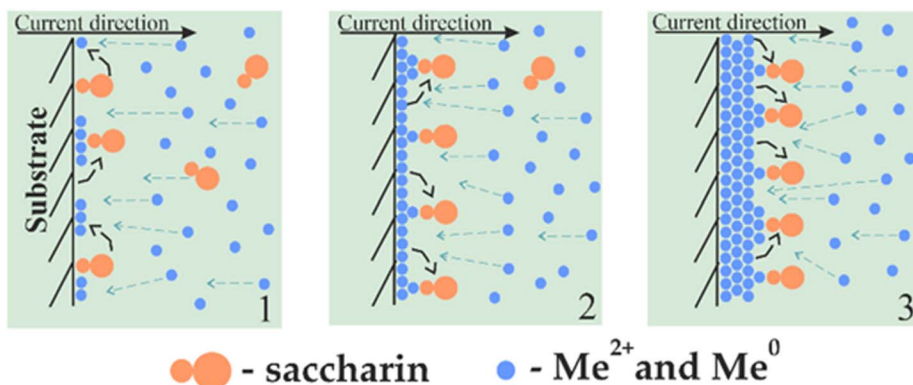 Current direction
Current direction
Current direction
Substrate
1
2
3
- saccharin
- Me²⁺ and Me⁰